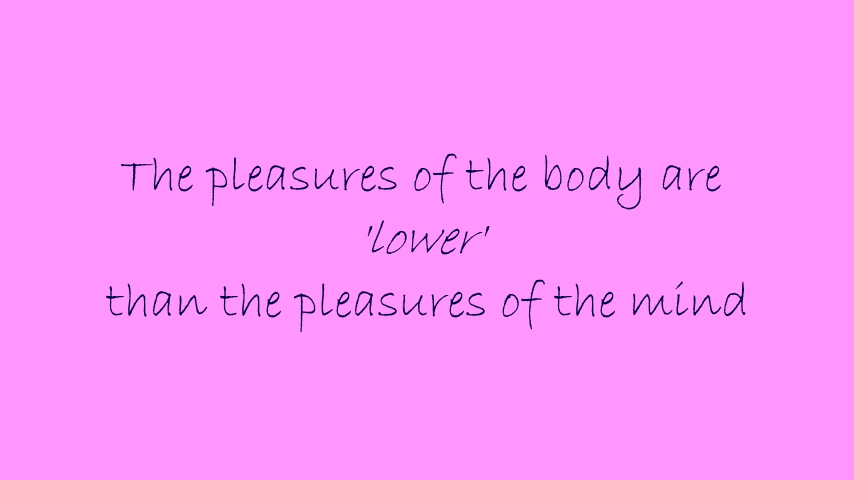 The pleasures of the body are
'lower'
than the pleasures of the mind